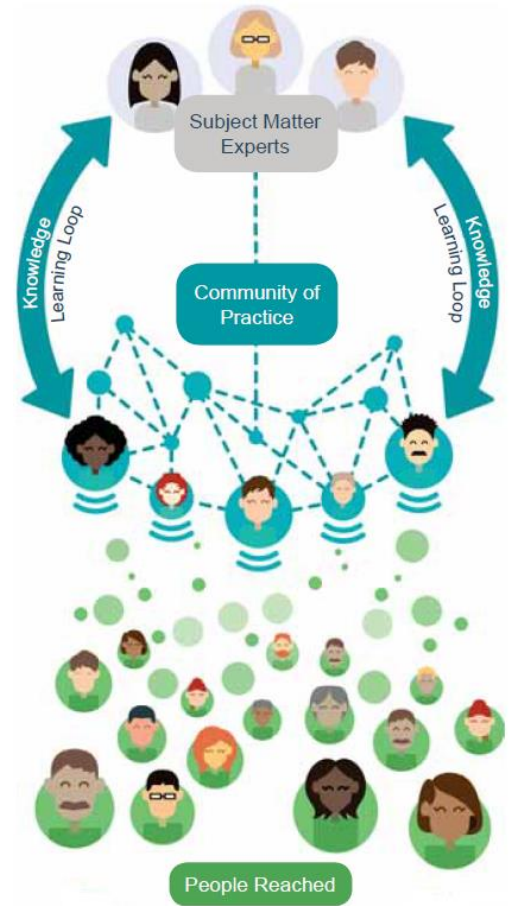 Subject Matter
Experts
Knowledge
Learning Loop
Learning Loop
Knowledge
Community of
Practice
People Reached